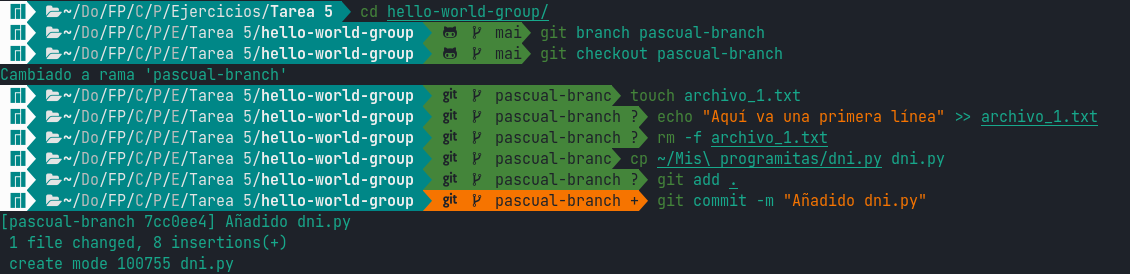 ~/Do/FP/C/P/Ejercicios/Tarea 5 cd hello-world-group/
~/Do/FP/C/P/E/Tarea 5/hello-world-group mai git branch pascual-branch
~/Do/FP/C/P/E/Tarea 5/hello-world-group mai git checkout pascual-branch
Cambiado a rama 'pascual-branch'
~/Do/FP/C/P/E/Tarea 5/hello-world-group git pascual-branc touch archivo_1.txt
~/Do/FP/C/P/E/Tarea 5/hello-world-group git pascual-branch ? echo "Aquí va una primera línea" >> archivo_1.txt
~/Do/FP/C/P/E/Tarea 5/hello-world-group git pascual-branch ? rm -f archivo_1.txt
~/Do/FP/C/P/E/Tarea 5/hello-world-group git pascual-branc cp ~/Mis\ programitas/dni.py dni.py
~/Do/FP/C/P/E/Tarea 5/hello-world-group git pascual-branch ? git add .
~/Do/FP/C/P/E/Tarea 5/hello-world-group git pascual-branch + git commit -m "Añadido dni.py"
[pascual-branch 7cc0ee4] Añadido dni.py
1 file changed, 8 insertions(+)
create mode 100755 dni.py